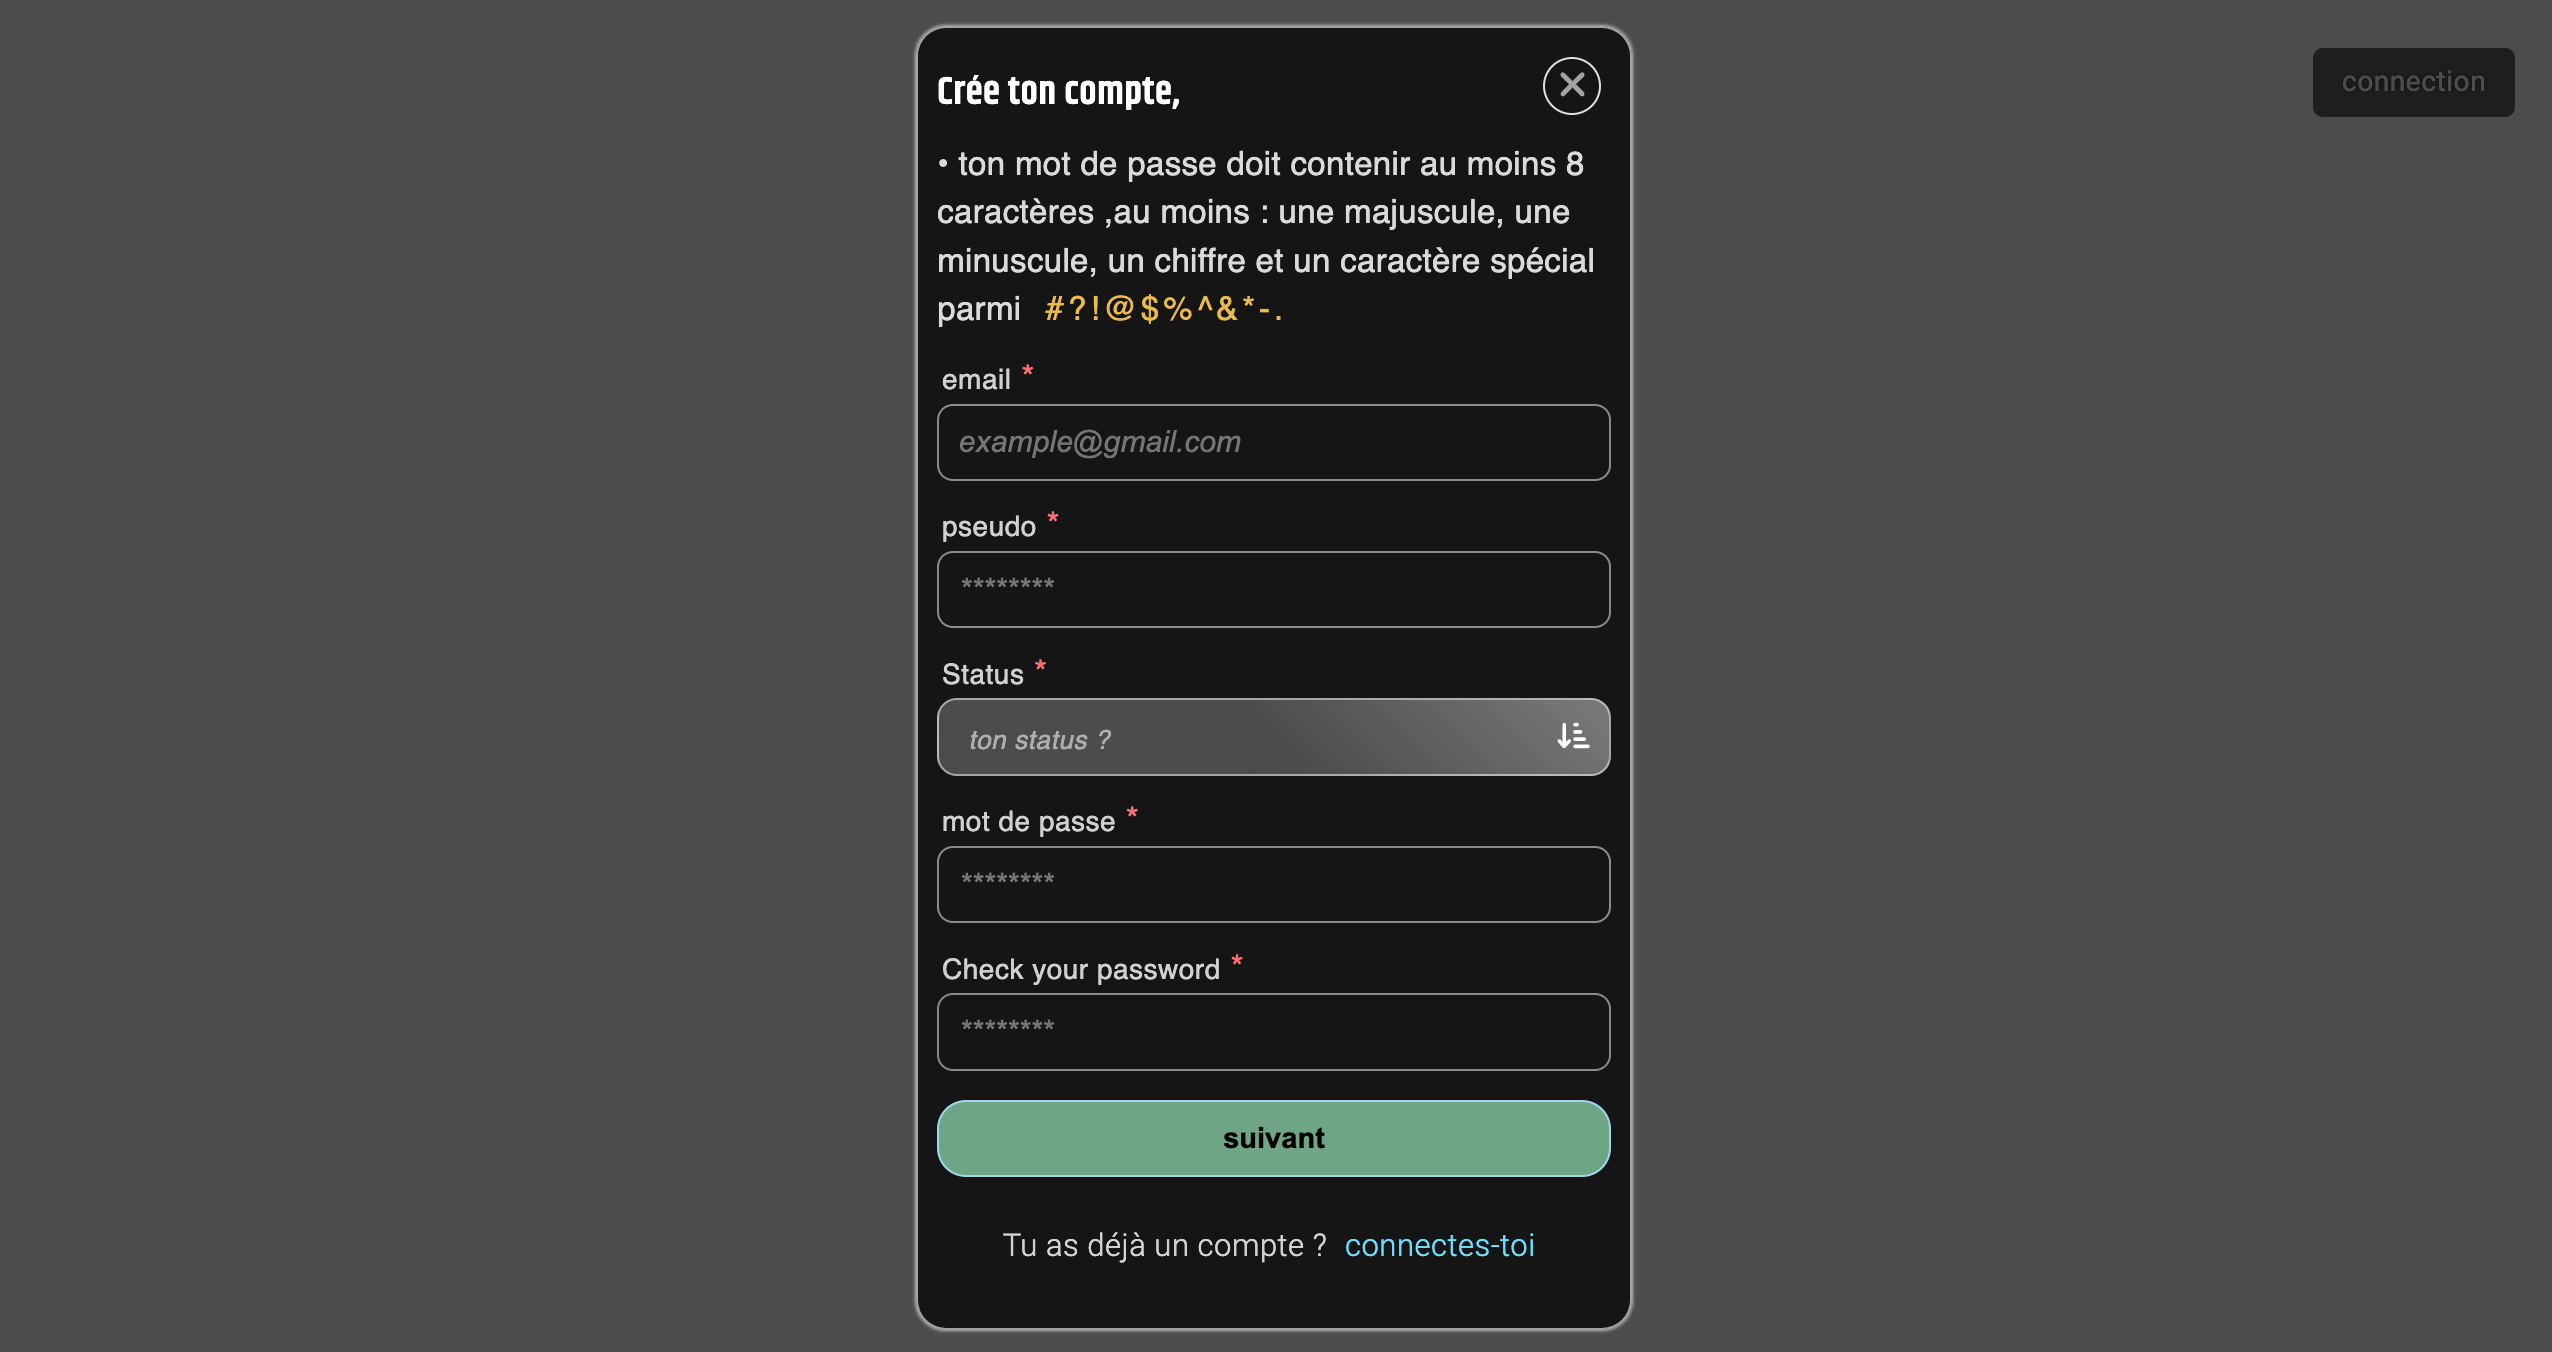 Crée ton compte,
connection
• ton mot de passe doit contenir au moins 8
caractères ,au moins : une majuscule, une
minuscule, un chiffre et un caractère spécial
parmi #?!@$%^&*-.
email *
example@gmail.com
pseudo *
********
Status *
ton status ?
mot de passe *
********
Check your password *
********
suivant
Tu as déjà un compte ? connectes-toi